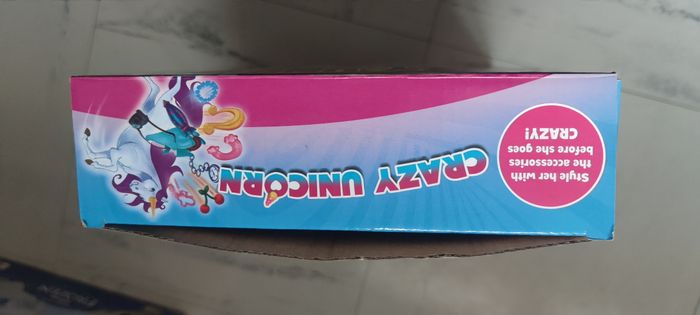 CRAZY UNICORN
Style her with
the accessories
before she goes
CRAZY!